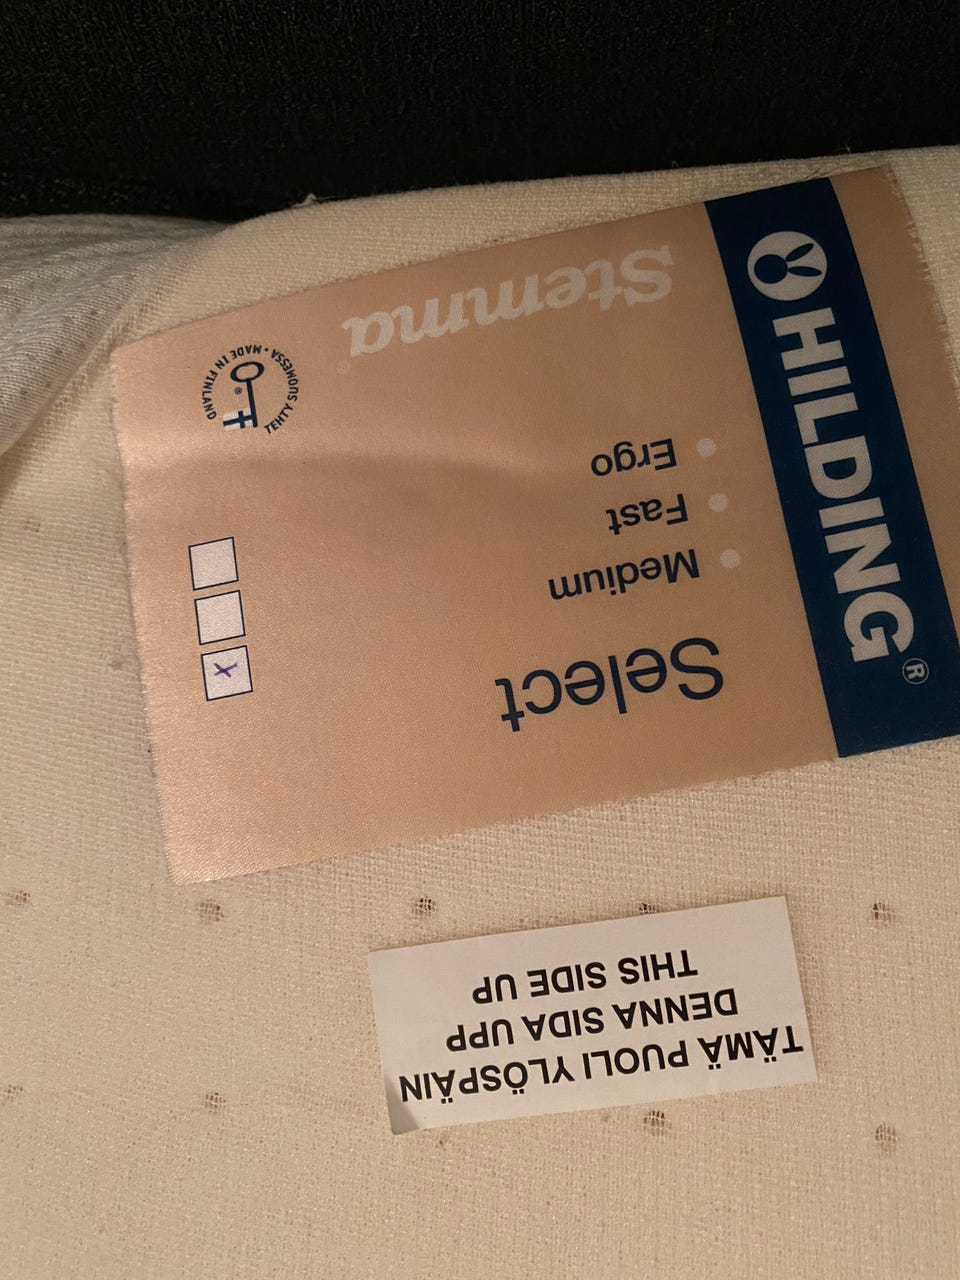 HILDING®
Select
Medium x
Fast
Ergo
Stemma®
TEHTY SUOMESSA • MADE IN FINLAND
®
TÄMÄ PUOLI YLÖSPÄIN
DENNA SIDA UPP
THIS SIDE UP